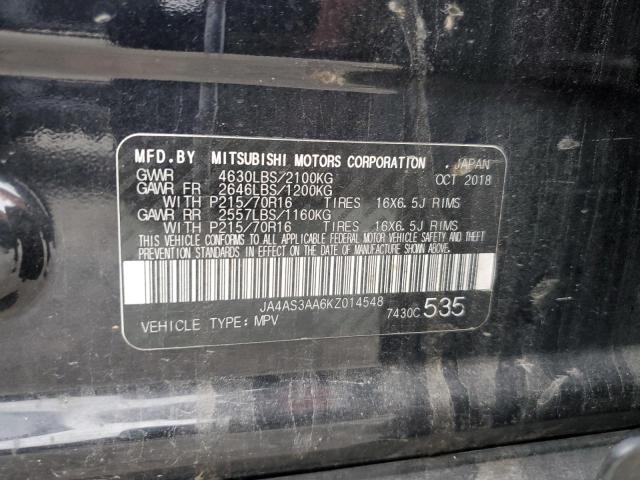 MFD.BY MITSUBISHI MOTORS CORPORATION , JAPAN
GVWR 4630LBS/2100KG OCT 2018
GAWR FR 2646LBS/1200KG
WITH P215/70R16 TIRES 16X6.5J RIMS
GAWR RR 2557LBS/1160KG
WITH P215/70R16 TIRES 16X6.5J RIMS
THIS VEHICLE CONFORMS TO ALL APPLICABLE FEDERAL MOTOR VEHICLE SAFETY AND THEFT
PREVENTION STANDARDS IN EFFECT ON THE DATE OF MANUFACTURE SHOWN ABOVE.
JA4AS3AA6KZ014548
VEHICLE TYPE: MPV 7430C 535